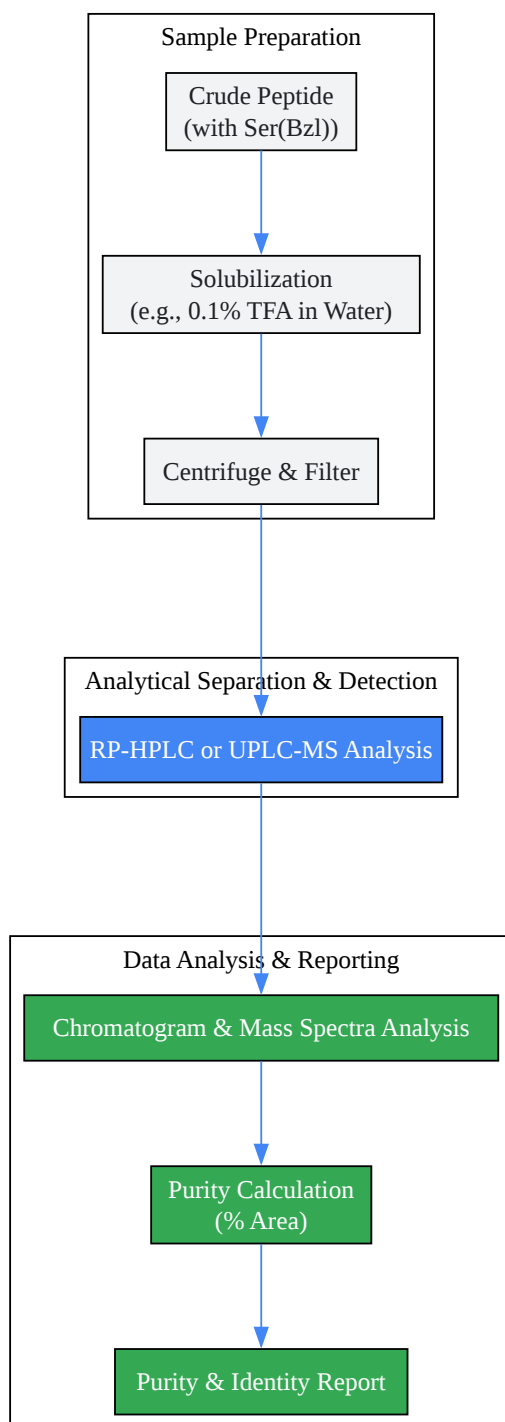 Sample Preparation
Crude Peptide
(with Ser(Bzl))
Solubilization
(e.g., 0.1% TFA in Water)
Centrifuge & Filter
Analytical Separation & Detection
RP-HPLC or UPLC-MS Analysis
Data Analysis & Reporting
Chromatogram & Mass Spectra Analysis
Purity Calculation
(% Area)
Purity & Identity Report